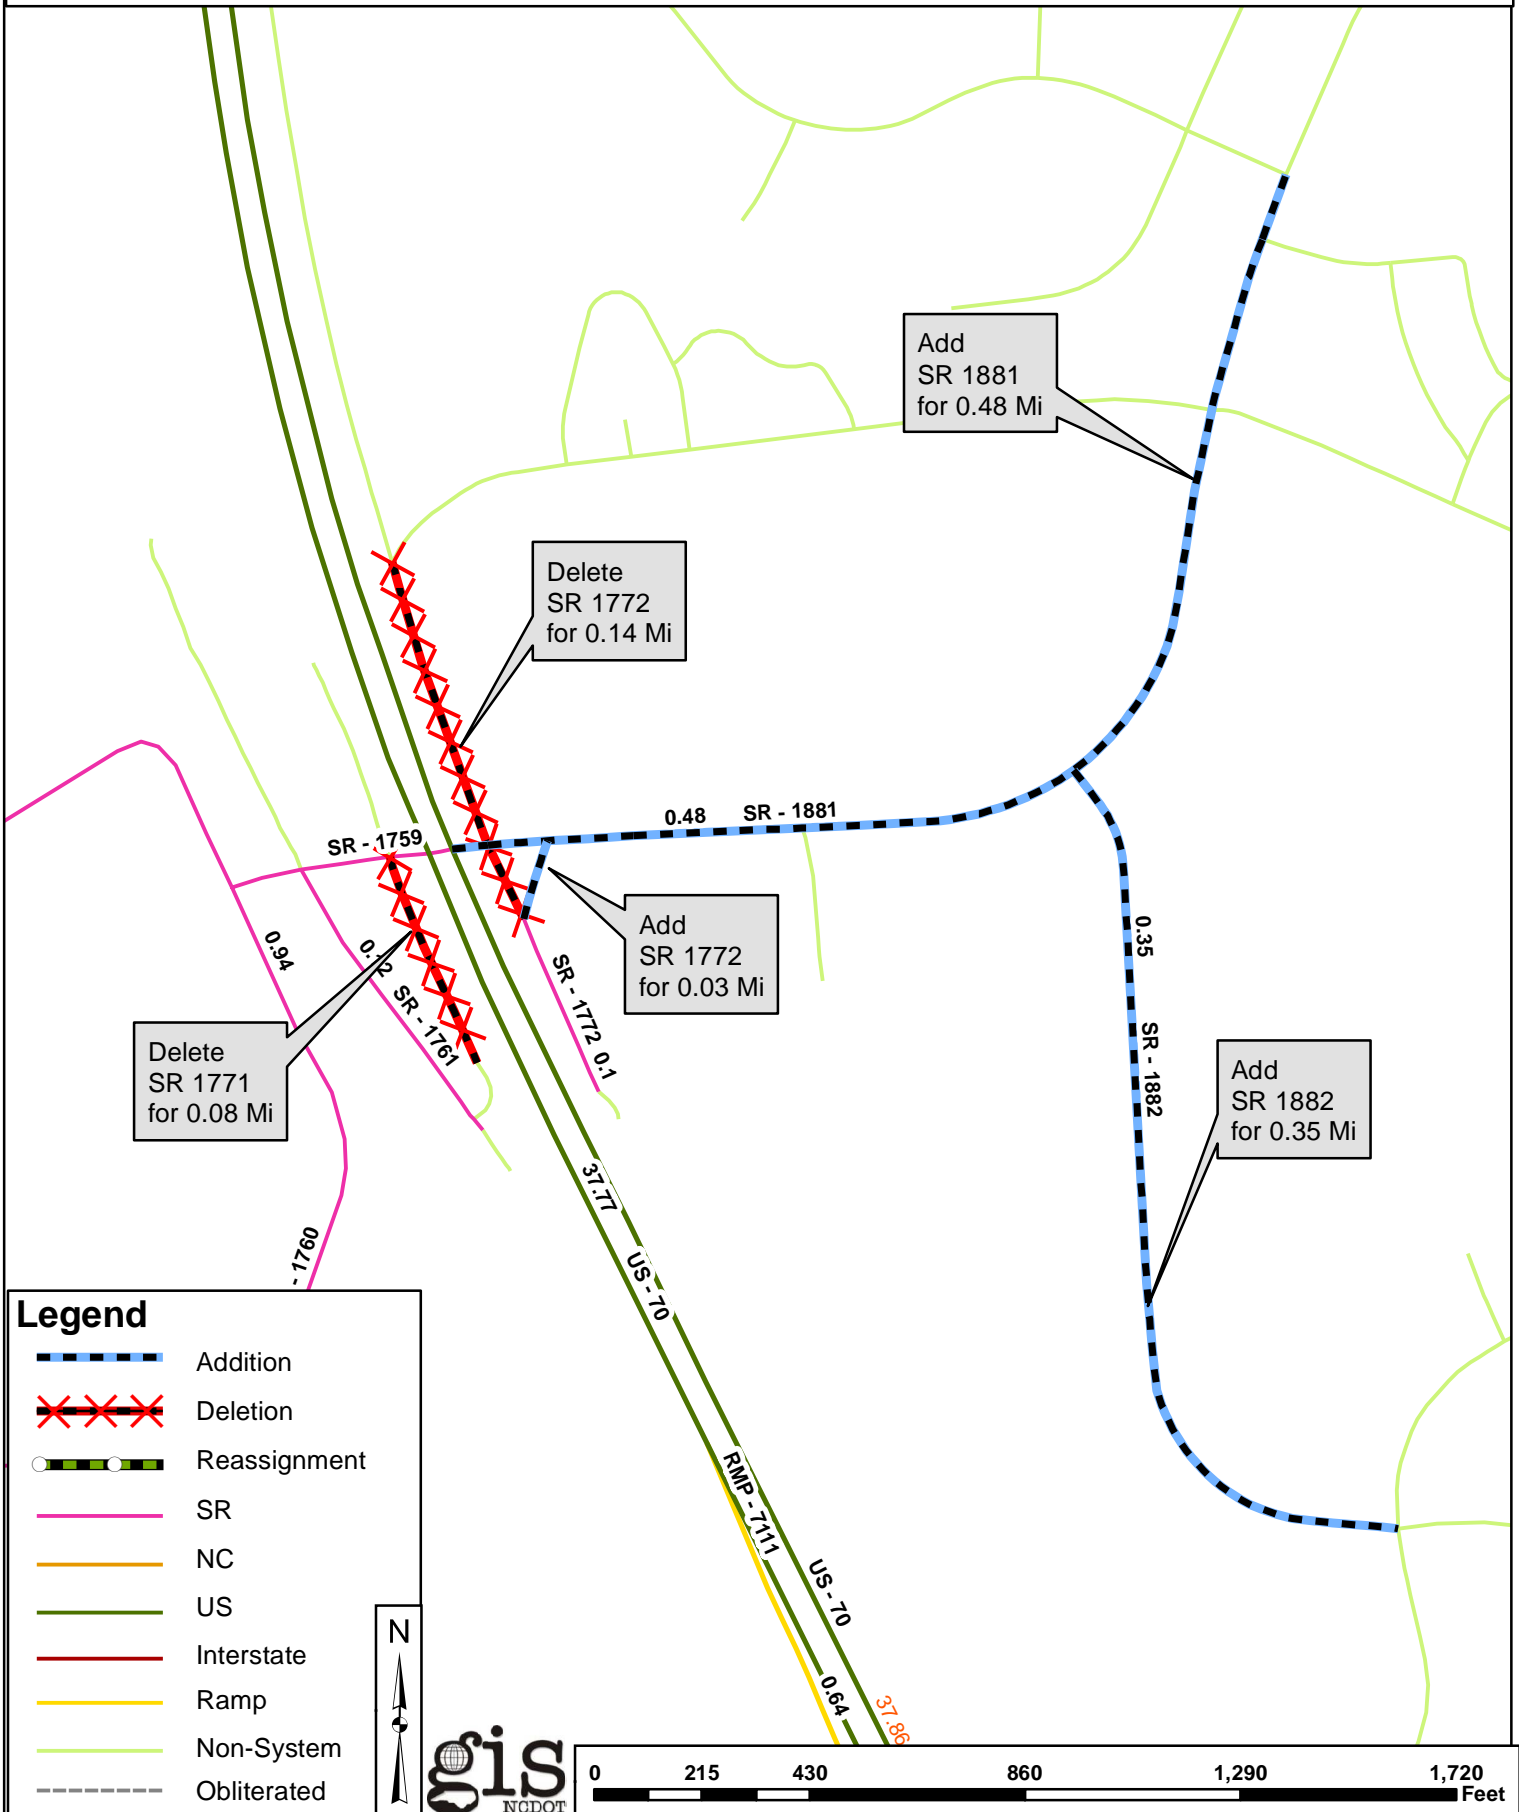 Add
SR 1881
for 0.48 Mi
Delete
SR 1772
for 0.14 Mi
0.48 SR - 1881
SR - 1759
Add
SR 1772
for 0.03 Mi
0.94
SR - 1761
SR - 1772 0.1
0.35
SR - 1882
Delete
SR 1771
for 0.08 Mi
Add
SR 1882
for 0.35 Mi
37.77
US - 70
- 1760
RMP - 7111
US - 70
0.64
37.86
Legend
Addition
Deletion
Reassignment
SR
NC
US
Interstate
Ramp
Non-System
Obliterated
N
gis
NCDOT
0 215 430 860 1,290 1,720
Feet